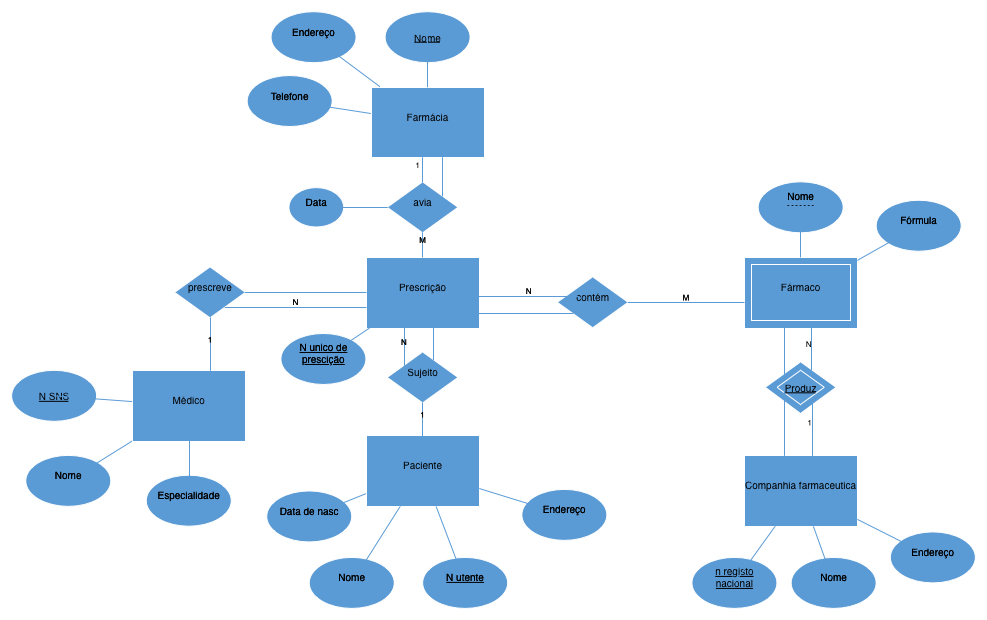 Endereço
Nome
Telefone
Farmácia
1
Data
avia
M
Nome
Fórmula
prescreve
N
Prescrição
N
contém
M
Fármaco
1
N unico de
prescição
N
Sujeito
N
Produz
N SNS
Médico
1
1
Nome
Especialidade
Paciente
Companhia farmaceutica
Data de nasc
Endereço
Nome
N utente
n registo
nacional
Nome
Endereço